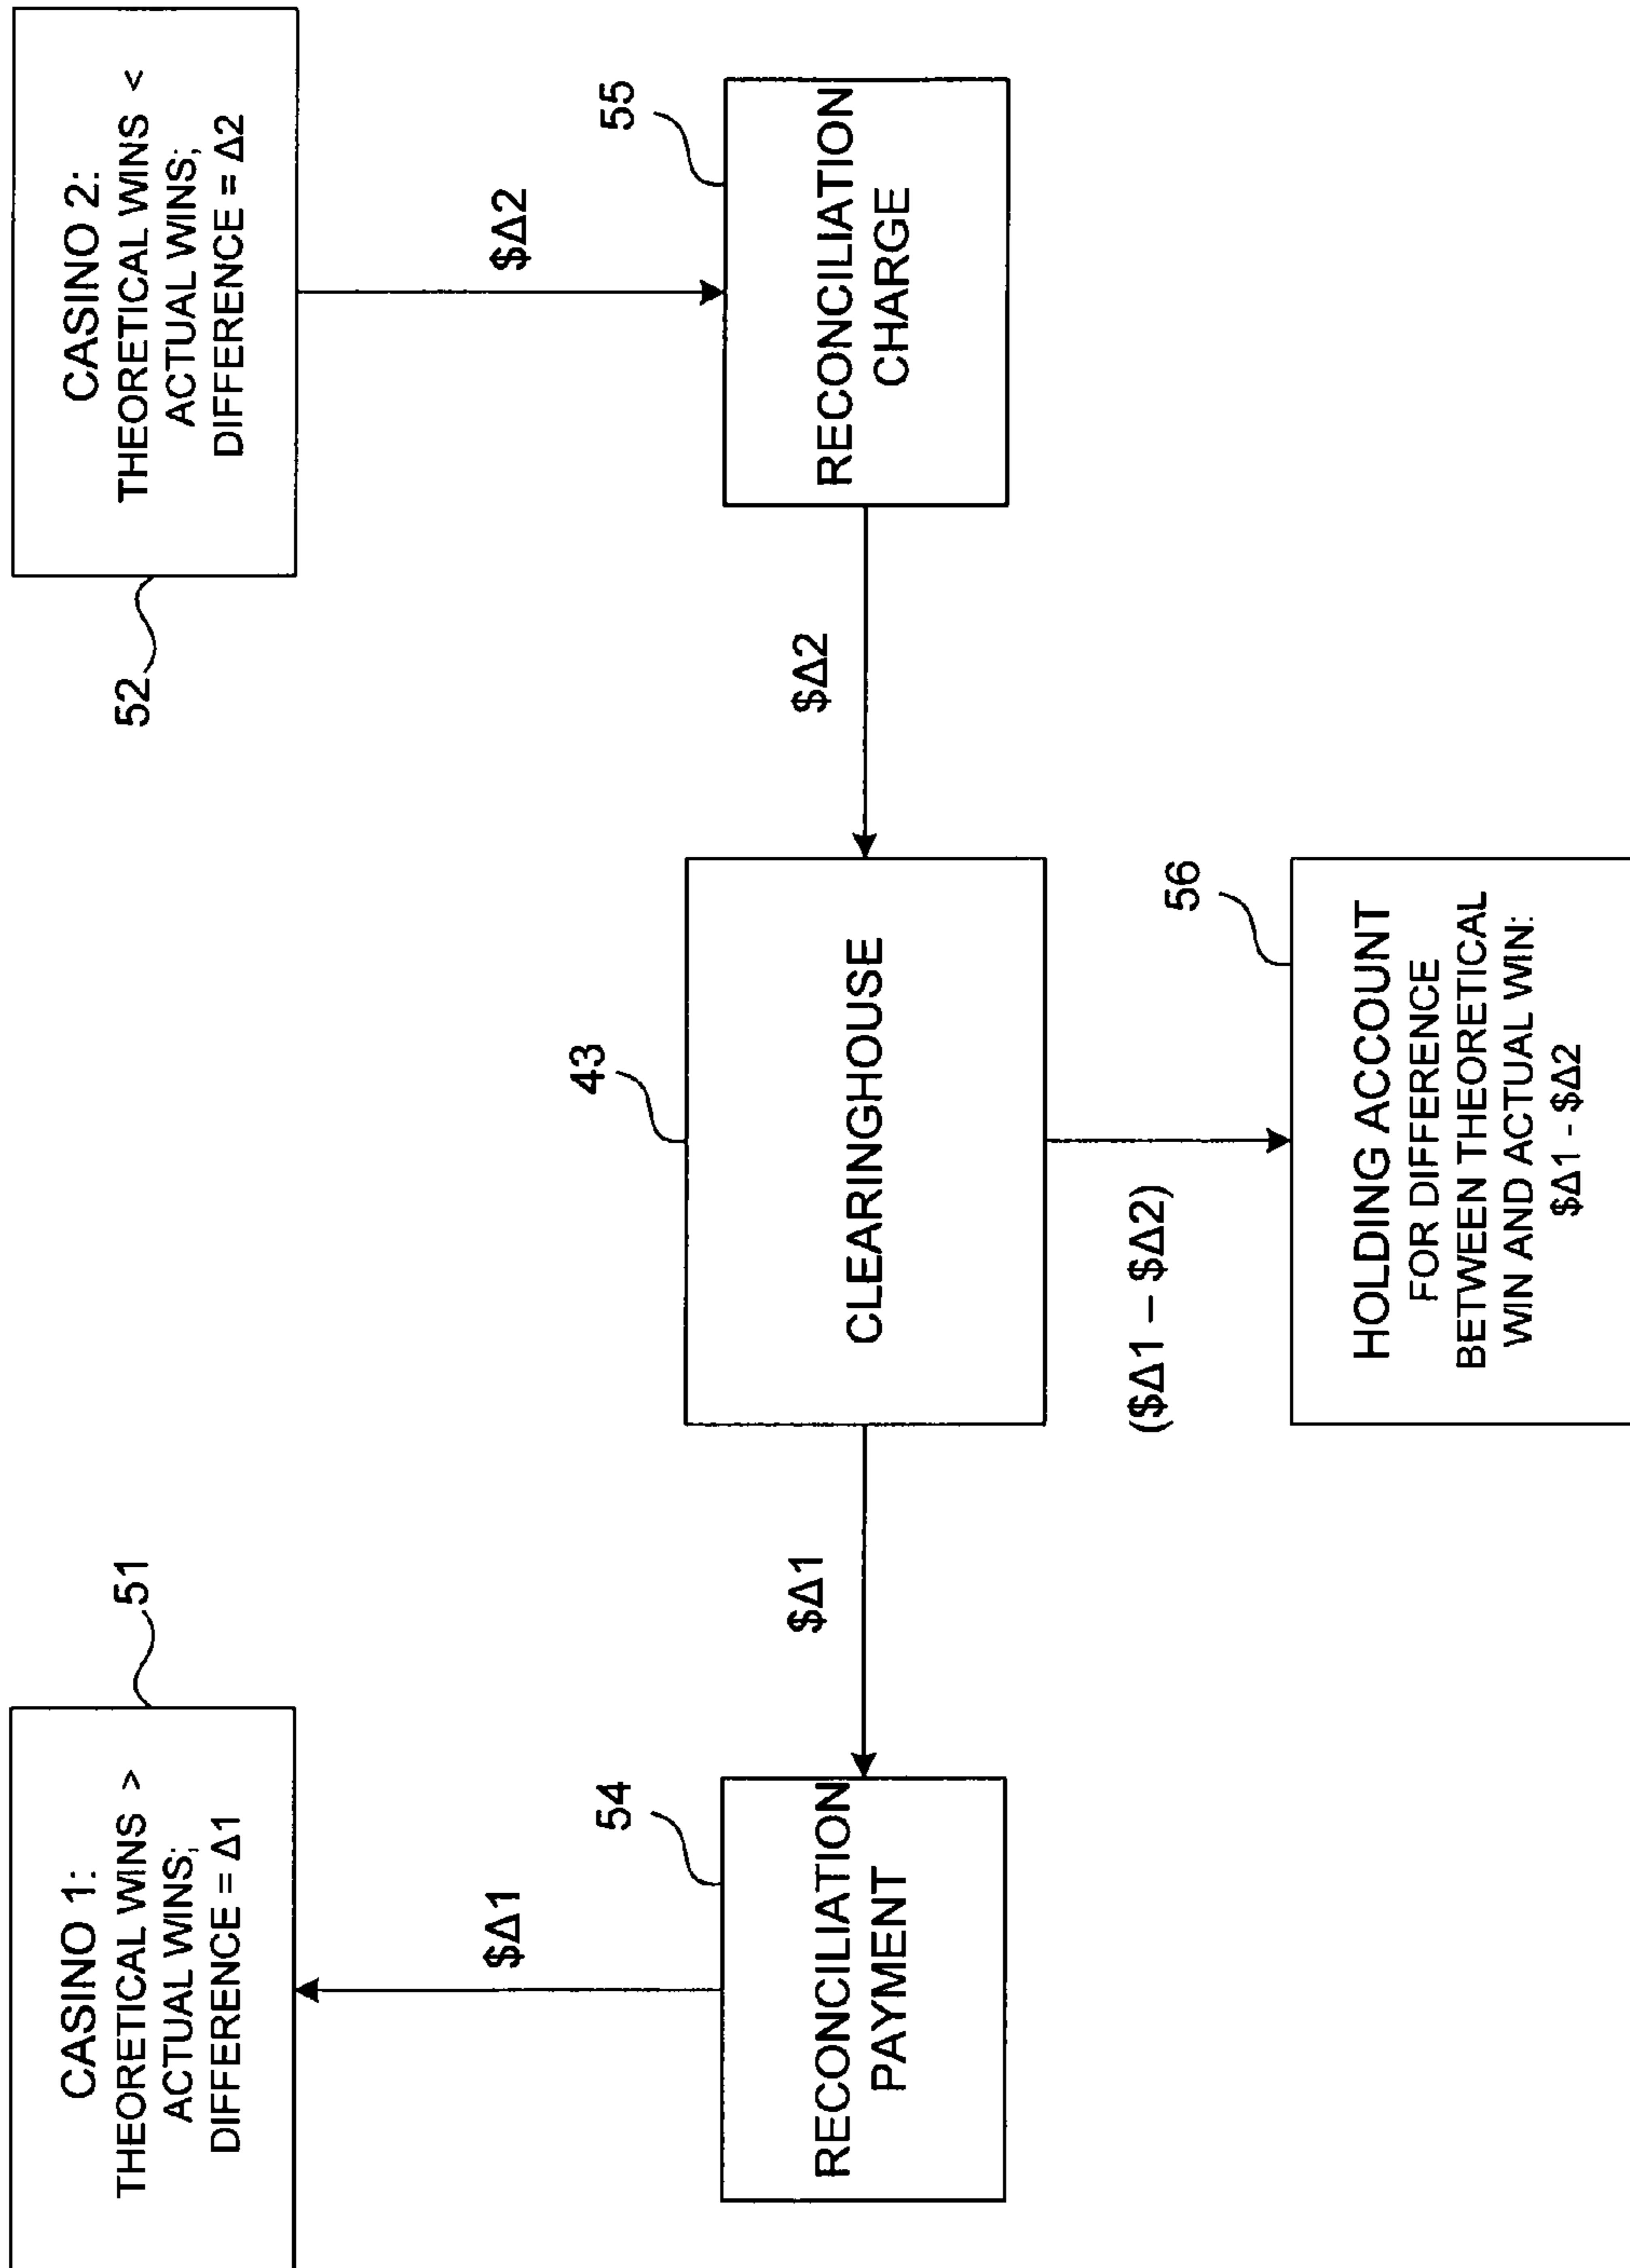 CASINO 1:
THEORETICAL WINS >
ACTUAL WINS;
DIFFERENCE = Δ1
51
CASINO 2:
THEORETICAL WINS <
ACTUAL WINS;
DIFFERENCE = Δ2
52
$Δ1
$Δ2
54
RECONCILIATION
PAYMENT
$Δ1
43
CLEARINGHOUSE
$Δ2
55
RECONCILIATION
CHARGE
($Δ1 – $Δ2)
56
HOLDING ACCOUNT
FOR DIFFERENCE
BETWEEN THEORETICAL
WIN AND ACTUAL WIN:
$Δ1 - $Δ2